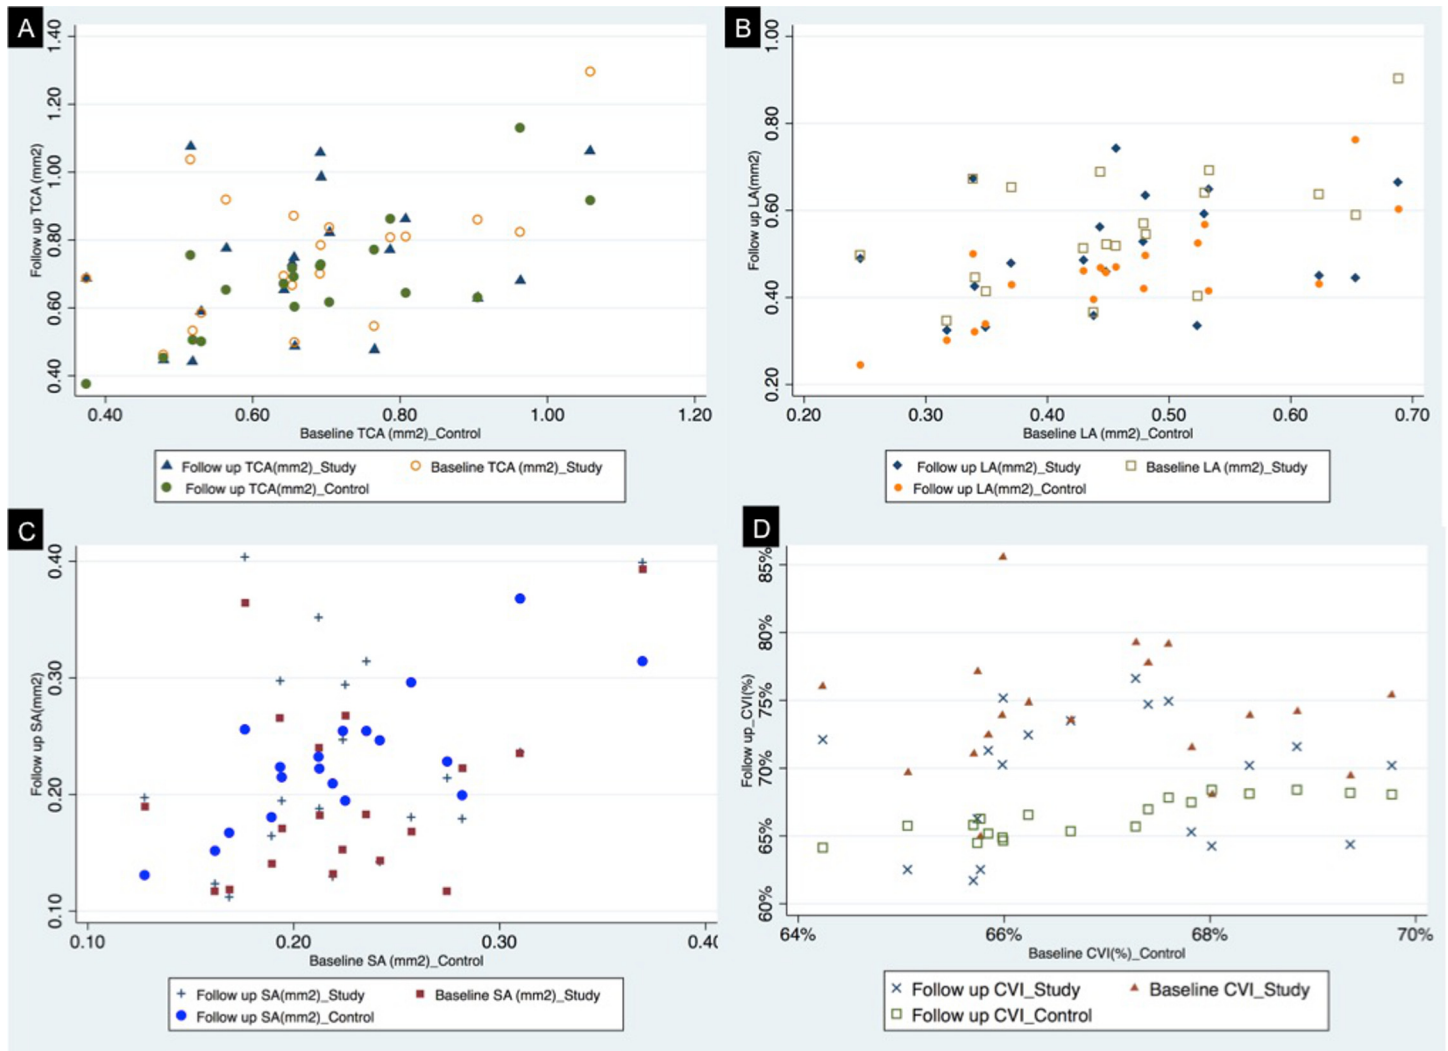 A
1.40
1.20
1.00
0.80
0.60
0.40
Follow up TCA (mm2)
0.40 0.60 0.80 1.00 1.20
Baseline TCA (mm2)_Control
Follow up TCA(mm2)_Study Baseline TCA (mm2)_Study
Follow up TCA(mm2)_Control
B
1.00
0.80
0.60
0.40
0.20
Follow up LA(mm2)
0.20 0.30 0.40 0.50 0.60 0.70
Baseline LA (mm2)_Control
Follow up LA(mm2)_Study Baseline LA (mm2)_Study
Follow up LA(mm2)_Control
C
0.40
0.30
0.20
0.10
Follow up SA(mm2)
0.10 0.20 0.30 0.40
Baseline SA (mm2)_Control
Follow up SA(mm2)_Study Baseline SA (mm2)_Study
Follow up SA(mm2)_Control
D
85%
80%
75%
70%
65%
60%
Follow up_CVI(%)
64% 66% 68% 70%
Baseline CVI(%)_Control
Follow up CVI_Study Baseline CVI_Study
Follow up CVI_Control